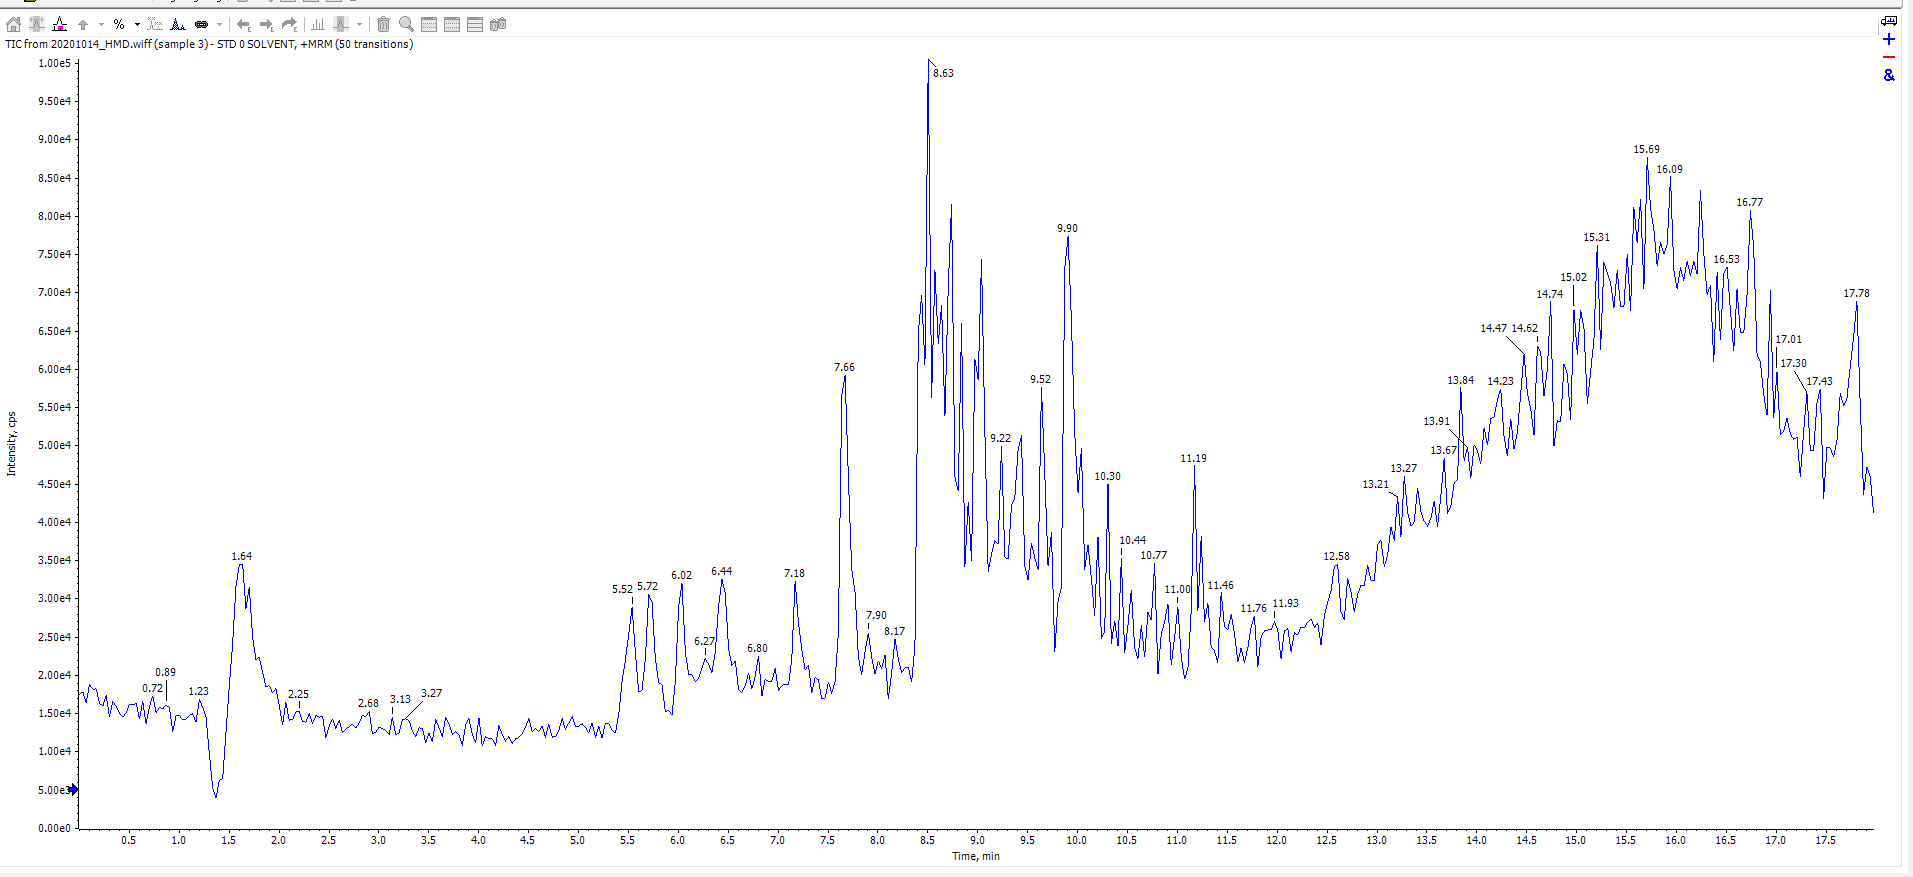 %
TIC from 20201014_HMD.wiff (sample 3) - STD 0 SOLVENT, +MRM (50 transitions)
&
1.00e5
9.50e4
9.00e4
8.50e4
8.00e4
7.50e4
7.00e4
6.50e4
6.00e4
5.50e4
5.00e4
4.50e4
4.00e4
3.50e4
3.00e4
2.50e4
2.00e4
1.50e4
1.00e4
5.00e3
0.00e0
Intensity, cps
0.72
0.89
1.23
1.64
2.25
2.68
3.13
3.27
5.52
5.72
6.02
6.27
6.44
6.80
7.18
7.66
7.90
8.17
8.63
9.22
9.52
9.90
10.30
10.44
10.77
11.00
11.19
11.46
11.76
11.93
12.58
13.21
13.27
13.67
13.84
13.91
14.23
14.47
14.62
14.74
15.02
15.31
15.69
16.09
16.53
16.77
17.01
17.30
17.43
17.78
0.5 1.0 1.5 2.0 2.5 3.0 3.5 4.0 4.5 5.0 5.5 6.0 6.5 7.0 7.5 8.0 8.5 9.0 9.5 10.0 10.5 11.0 11.5 12.0 12.5 13.0 13.5 14.0 14.5 15.0 15.5 16.0 16.5 17.0 17.5
Time, min